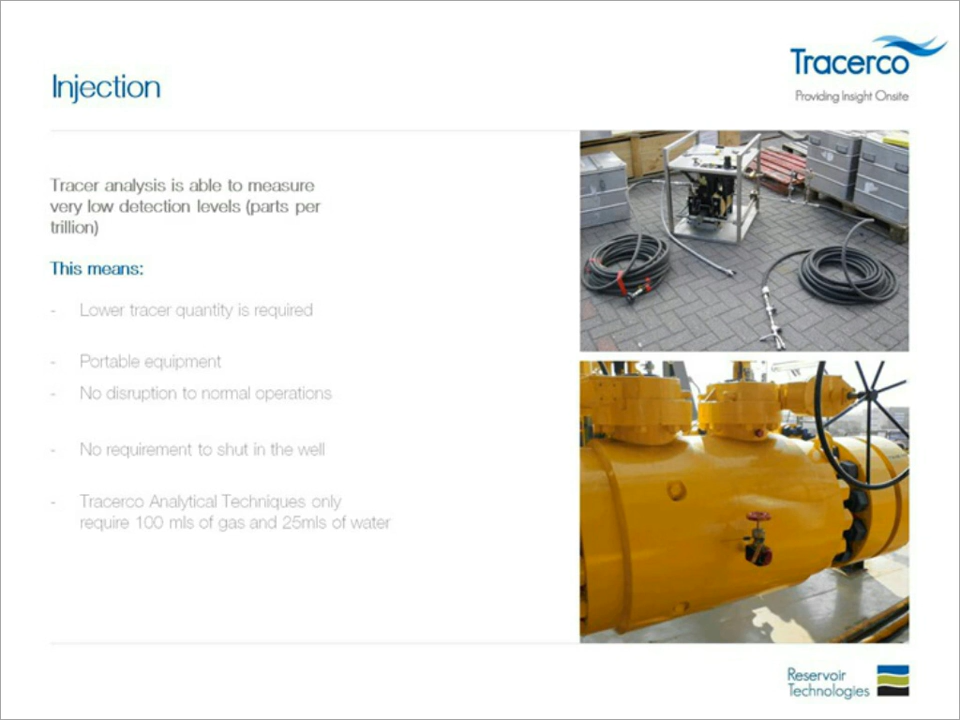 Injection
Tracerco
Providing Insight Onsite
Tracer analysis is able to measure
very low detection levels (parts per
trillion)
This means:
- Lower tracer quantity is required
- Portable equipment
- No disruption to normal operations
- No requirement to shut in the well
- Tracerco Analytical Techniques only
require 100 mls of gas and 25mls of water
Reservoir
Technologies